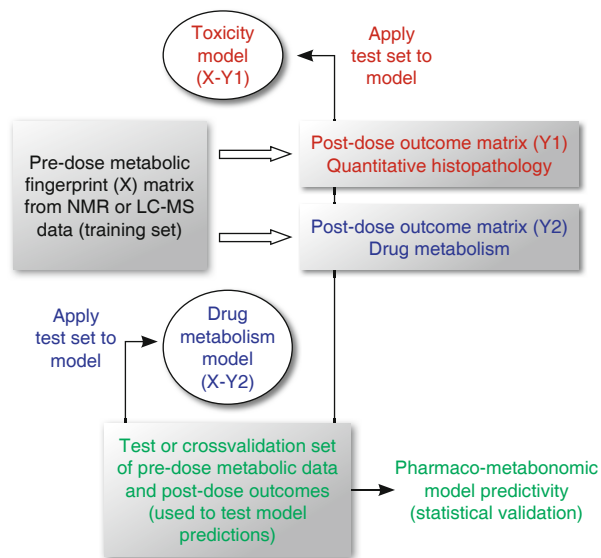 Toxicity
model
(X-Y1)
Apply
test set to
model
Pre-dose metabolic
fingerprint (X) matrix
from NMR or LC-MS
data (training set)
Post-dose outcome matrix (Y1)
Quantitative histopathology
Post-dose outcome matrix (Y2)
Drug metabolism
Apply
test set to
model
Drug
metabolism
model
(X-Y2)
Test or crossvalidation set
of pre-dose metabolic data
and post-dose outcomes
(used to test model
predictions)
Pharmaco-metabonomic
model predictivity
(statistical validation)